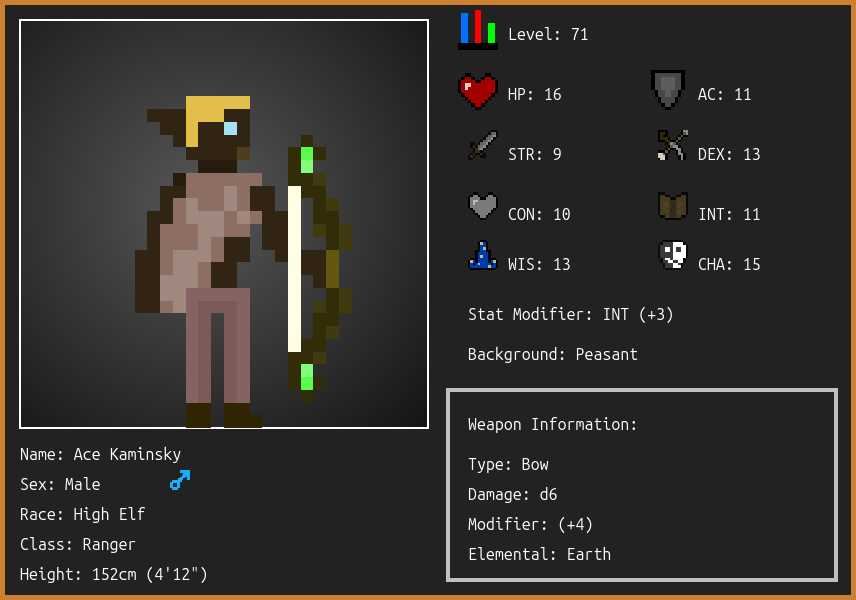 Level: 71
HP: 16
AC: 11
STR: 9
DEX: 13
CON: 10
INT: 11
WIS: 13
CHA: 15
Stat Modifier: INT (+3)
Background: Peasant
Weapon Information:
Type: Bow
Damage: d6
Modifier: (+4)
Elemental: Earth
Name: Ace Kaminsky
Sex: Male
Race: High Elf
Class: Ranger
Height: 152cm (4'12")